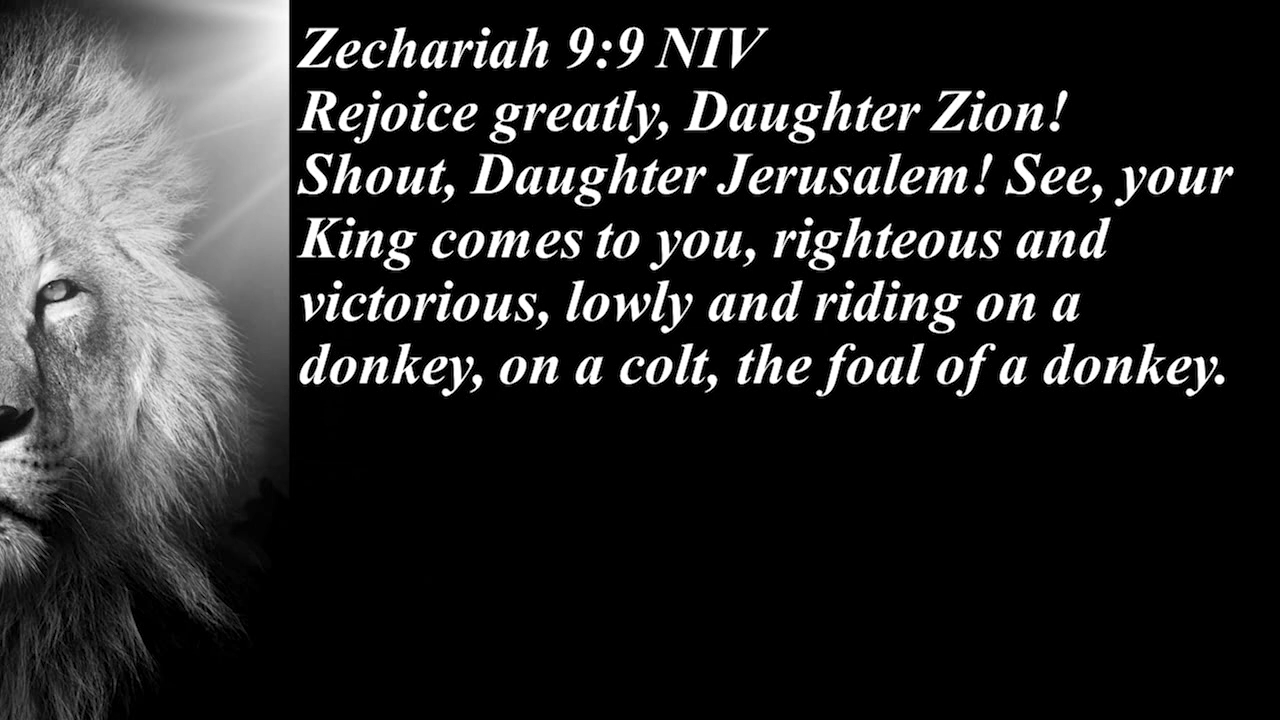 Zechariah 9:9 NIV
Rejoice greatly, Daughter Zion!
Shout, Daughter Jerusalem! See, your
King comes to you, righteous and
victorious, lowly and riding on a
donkey, on a colt, the foal of a donkey.